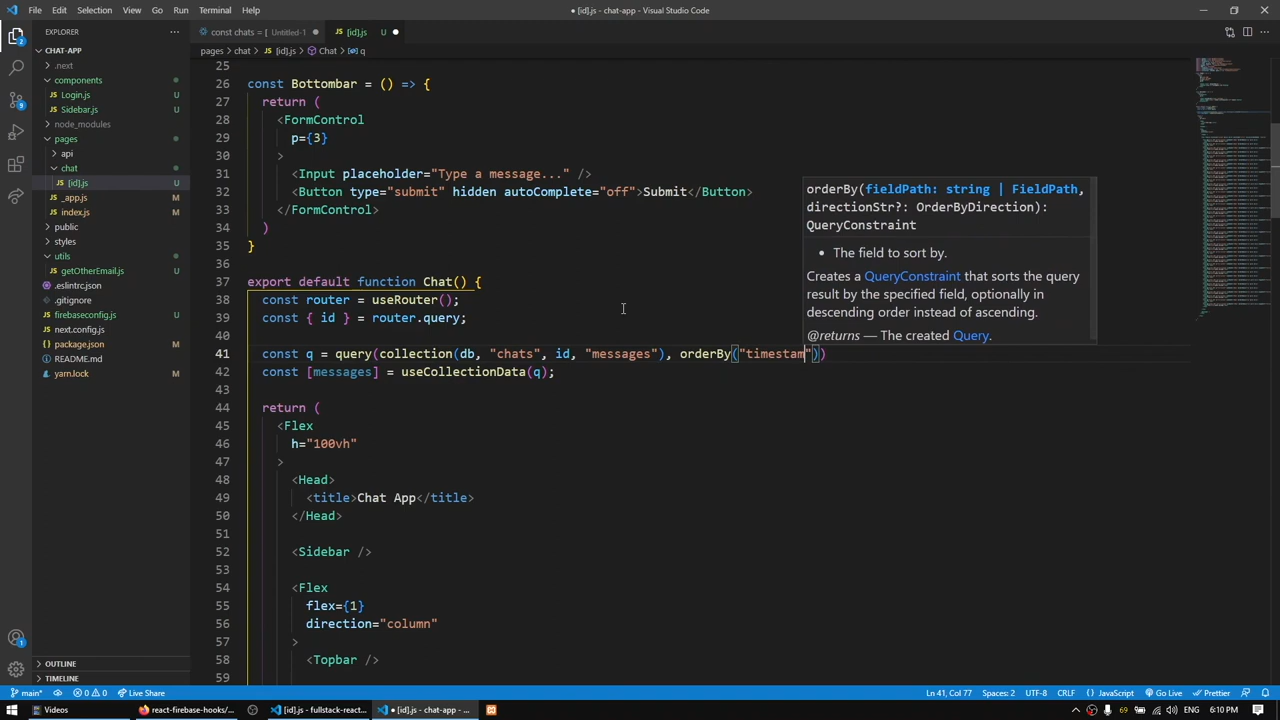 File Edit Selection View Go Run Terminal Help
[id].js - chat-app - Visual Studio Code
EXPLORER
const chats = [ Untitled-1
JS [id].js U
pages > chat > JS [id].js > Chat > q
CHAT-APP
.next
components
JS Login.js U
JS Sidebar.js U
node_modules
pages
api
chat
JS [id].js U
JS _app.js U
JS index.js U
public
styles
utils
JS getOtherEmail.js U
.eslintrc.json
.gitignore
JS firebaseconfig.js U
JS next.config.js
package.json M
README.md
yarn.lock M
OUTLINE
TIMELINE
25
26 const Bottombar = () => {
27 return (
28 <FormControl
29 p={3}
30 >
31 <Input placeholder="Type a message..." />
32 <Button type="submit" hidden autoComplete="off">Submit</Button>
33 </FormControl>
34 )
35 }
36
37 export default function Chat() {
38 const router = useRouter();
39 const { id } = router.query;
40
41 const q = query(collection(db, "chats", id, "messages"), orderBy("timestam"))
42 const [messages] = useCollectionData(q);
43
44 return (
45 <Flex
46 h="100vh"
47 >
48 <Head>
49 <title>Chat App</title>
50 </Head>
51
52 <Sidebar />
53
54 <Flex
55 flex={1}
56 direction="column"
57 >
58 <Topbar />
59
orderBy(fieldPath: string | FieldPath,
directionStr?: OrderByDirection):
QueryConstraint
• The field to sort by.
Creates a QueryConstraint that sorts the query
result by the specified field, optionally in
descending order instead of ascending.
@returns — The created Query.
main* 0 0 Live Share
Ln 41, Col 77 Spaces: 2 UTF-8 CRLF { } JavaScript Go Live Prettier
Videos react-firebase-hooks/... [id].js - fullstack-react... ● [id].js - chat-app - ...
69 ENG 6:10 PM